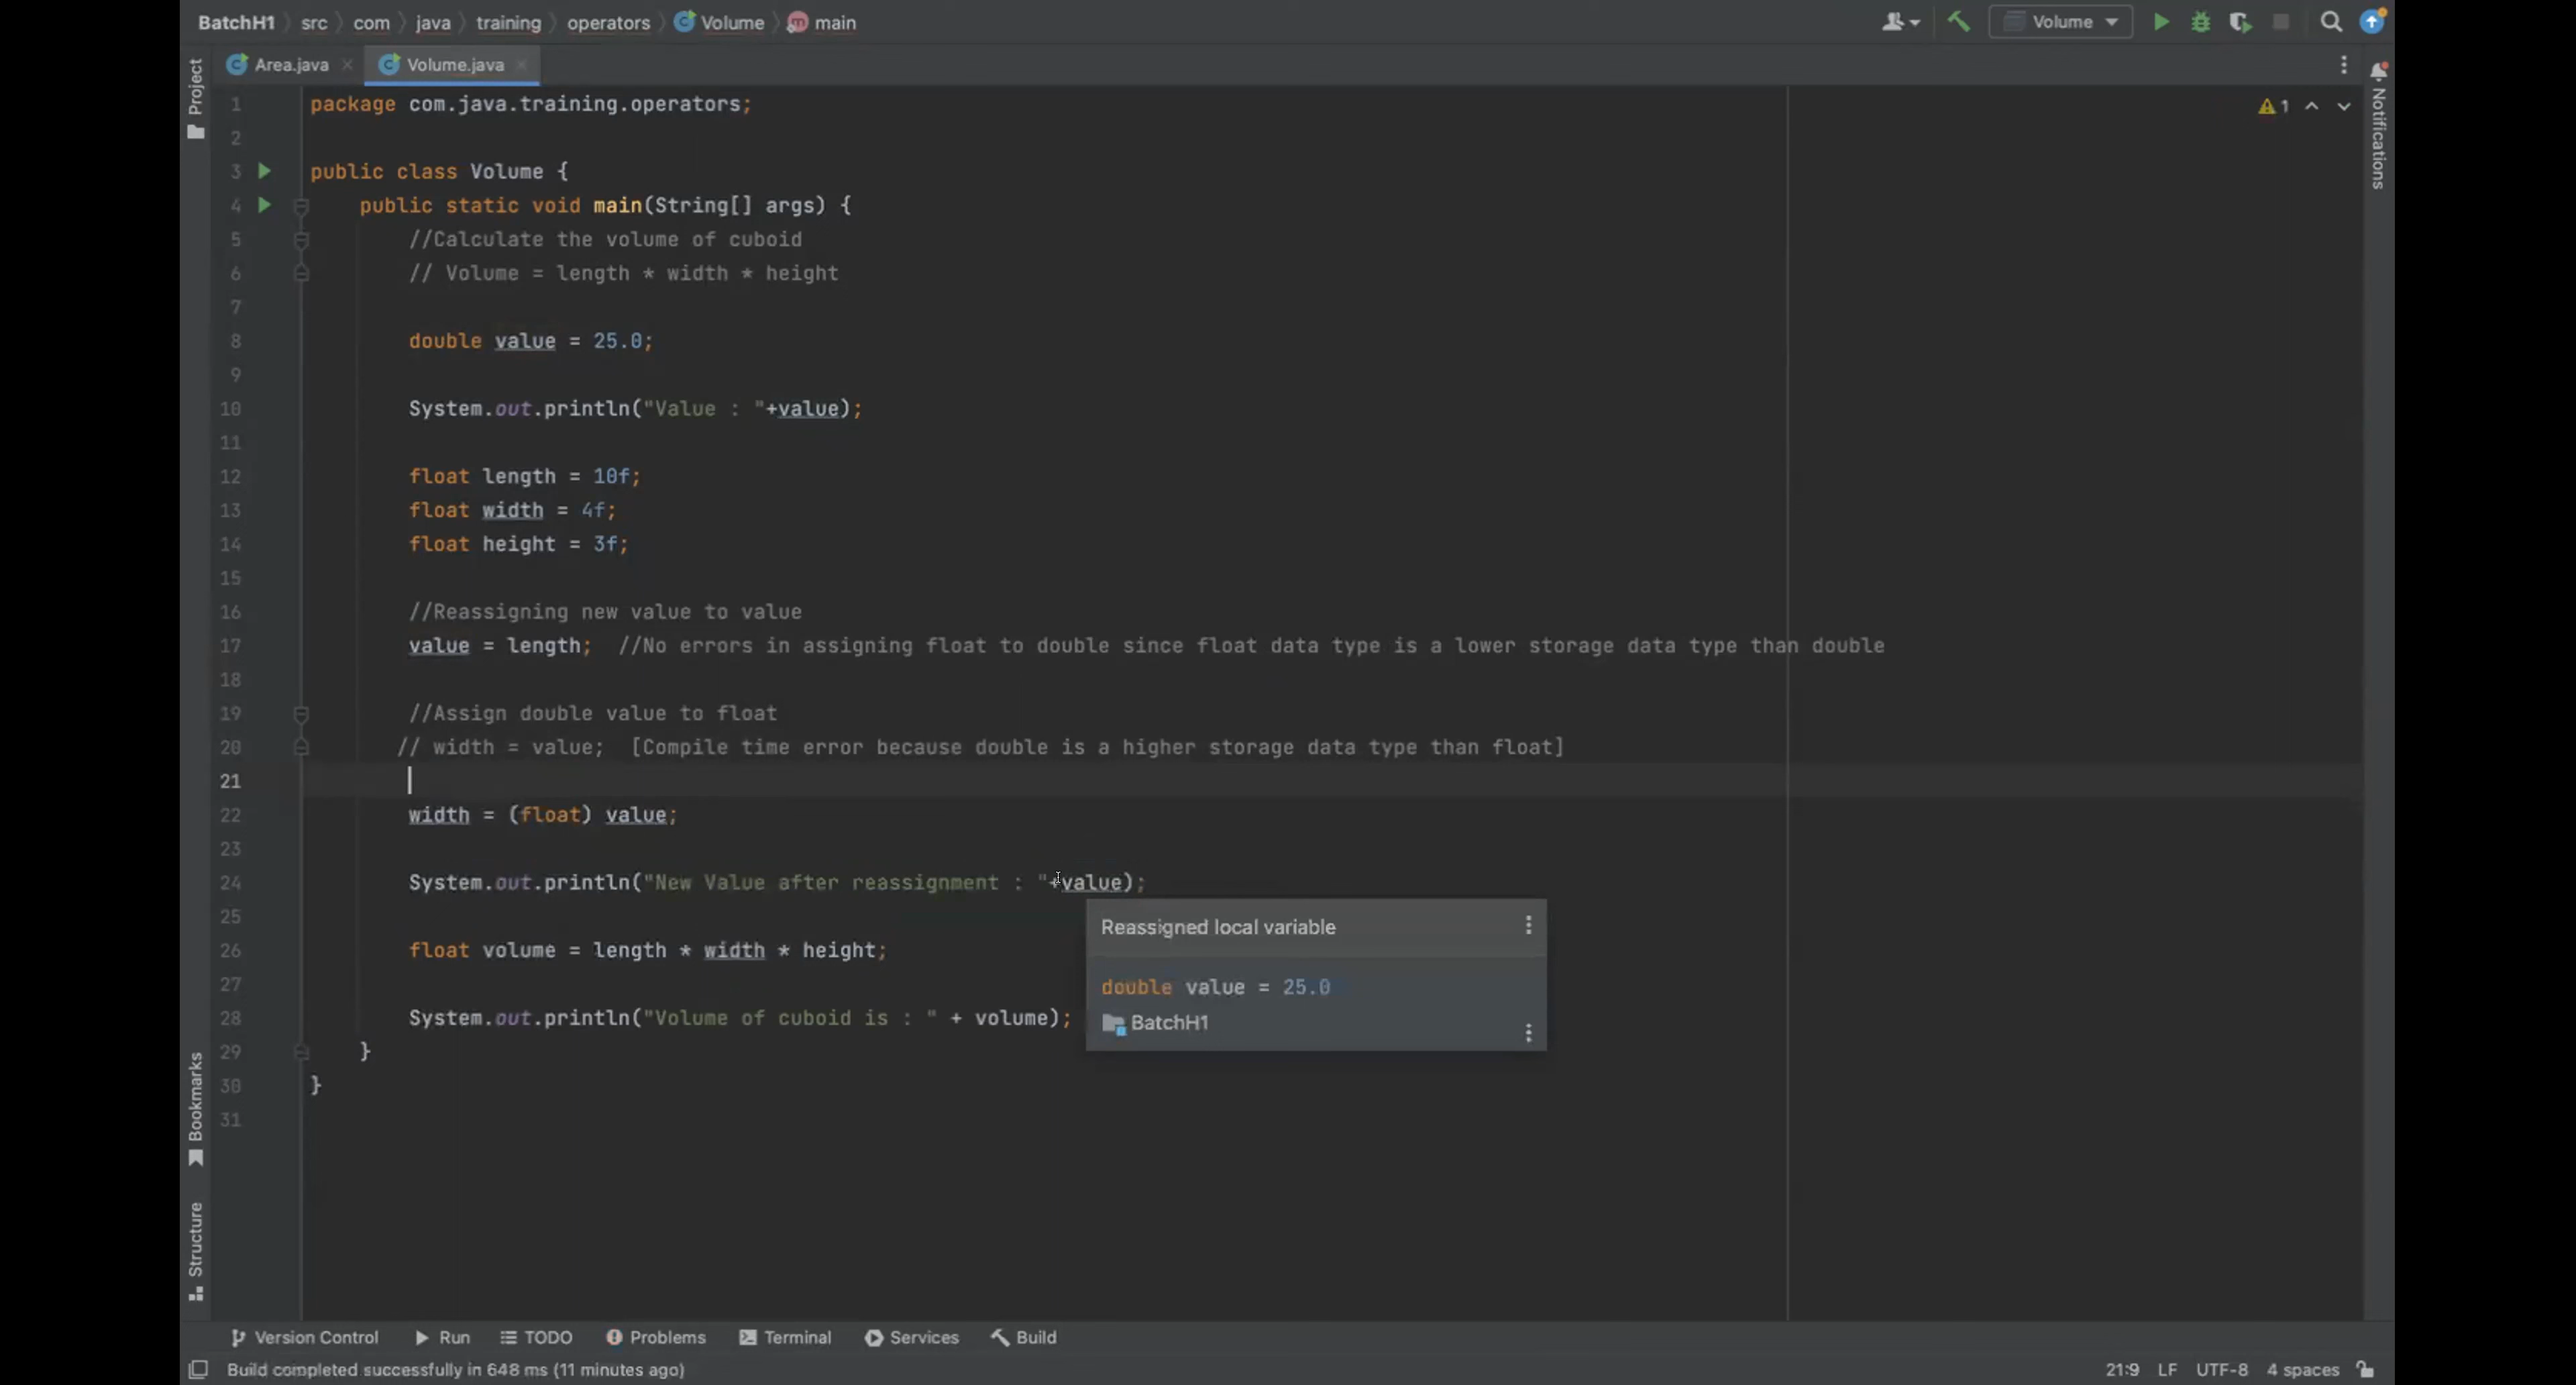 BatchH1 src com java training operators Volume main
Volume
Area.java Volume.java
Project
Notifications
1 package com.java.training.operators;
1
2
3 public class Volume {
4 public static void main(String[] args) {
5 //Calculate the volume of cuboid
6 // Volume = length * width * height
7
8 double value = 25.0;
9
10 System.out.println("Value : "+value);
11
12 float length = 10f;
13 float width = 4f;
14 float height = 3f;
15
16 //Reassigning new value to value
17 value = length; //No errors in assigning float to double since float data type is a lower storage data type than double
18
19 //Assign double value to float
20 // width = value; [Compile time error because double is a higher storage data type than float]
21
22 width = (float) value;
23
24 System.out.println("New Value after reassignment : "+value);
25
Reassigned local variable
26 float volume = length * width * height;
27
double value = 25.0
28 System.out.println("Volume of cuboid is : " + volume);
BatchH1
29 }
30 }
31
Bookmarks
Structure
Version Control Run TODO Problems Terminal Services Build
Build completed successfully in 648 ms (11 minutes ago) 21:9 LF UTF-8 4 spaces